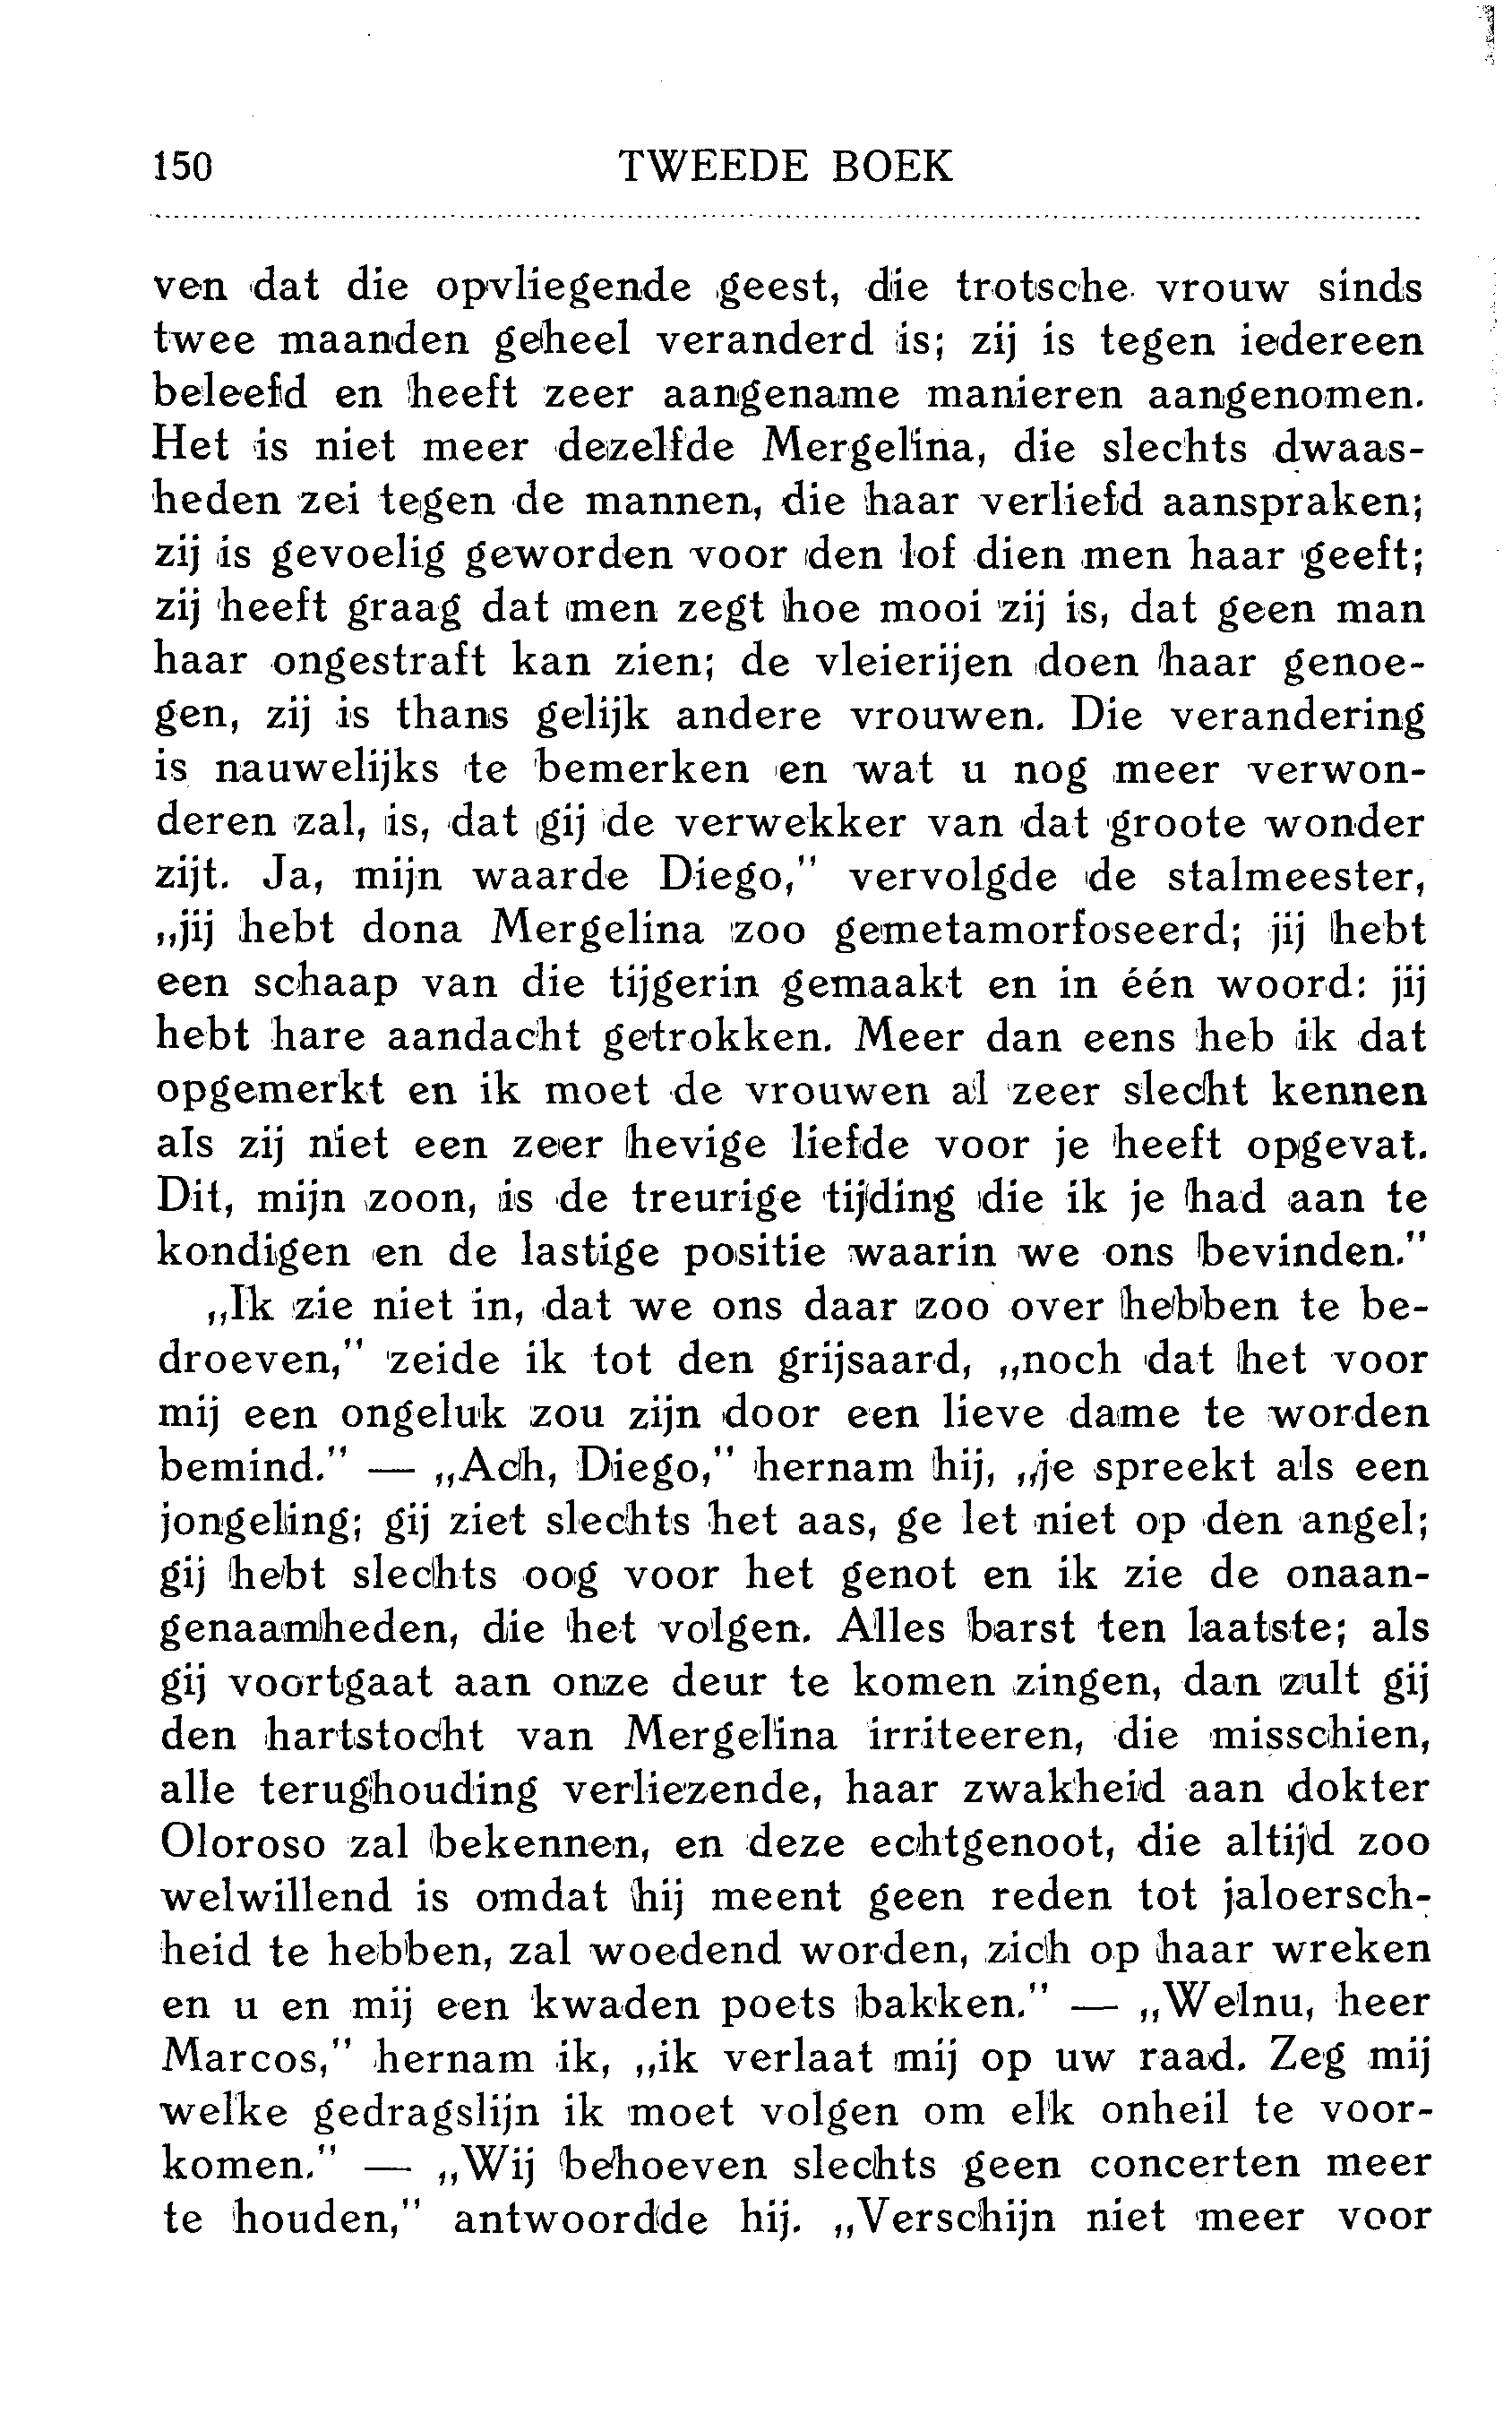 150 TWEEDE BOEK
ven dat die opvliegende geest, die trotsche vrouw sinds
twee maanden geheel veranderd is; zij is tegen iedereen
beleefd en heeft zeer aangename manieren aangenomen.
Het is niet meer dezelfde Mergelina, die slechts dwaas-
heden zei tegen de mannen, die haar verliefd aanspraken;
zij is gevoelig geworden voor den lof dien men haar geeft;
zij heeft graag dat men zegt hoe mooi zij is, dat geen man
haar ongestraft kan zien; de vleierijen doen haar genoe-
gen, zij is thans gelijk andere vrouwen. Die verandering
is nauwelijks te bemerken en wat u nog meer verwon-
deren zal, is, dat gij de verwekker van dat groote wonder
zijt. Ja, mijn waarde Diego,” vervolgde de stalmeester,
„jij hebt dona Mergelina zoo gemetamorfoseerd; jij hebt
een schaap van die tijgerin gemaakt en in één woord: jij
hebt hare aandacht getrokken. Meer dan eens heb ik dat
opgemerkt en ik moet de vrouwen al zeer slecht kennen
als zij niet een zeer hevige liefde voor je heeft opgevat.
Dit, mijn zoon, is de treurige tijding die ik je had aan te
kondigen en de lastige positie waarin we ons bevinden.”
„Ik zie niet in, dat we ons daar zoo over hebben te be-
droeven,” zeide ik tot den grijsaard, „noch dat het voor
mij een ongeluk zou zijn door een lieve dame te worden
bemind.” — „Ach, Diego,” hernam hij, „je spreekt als een
jongeling; gij ziet slechts het aas, ge let niet op den angel;
gij hebt slechts oog voor het genot en ik zie de onaan-
genaamheden, die het volgen. Alles barst ten laatste; als
gij voortgaat aan onze deur te komen zingen, dan zult gij
den hartstocht van Mergelina irriteeren, die misschien,
alle terughouding verliezende, haar zwakheid aan dokter
Oloroso zal bekennen, en deze echtgenoot, die altijd zoo
welwillend is omdat hij meent geen reden tot jaloersch-
heid te hebben, zal woedend worden, zich op haar wreken
en u en mij een kwaden poets bakken.” — „Welnu, heer
Marcos,” hernam ik, „ik verlaat mij op uw raad. Zeg mij
welke gedragslijn ik moet volgen om elk onheil te voor-
komen.” — „Wij behoeven slechts geen concerten meer
te houden,” antwoordde hij. „Verschijn niet meer voor